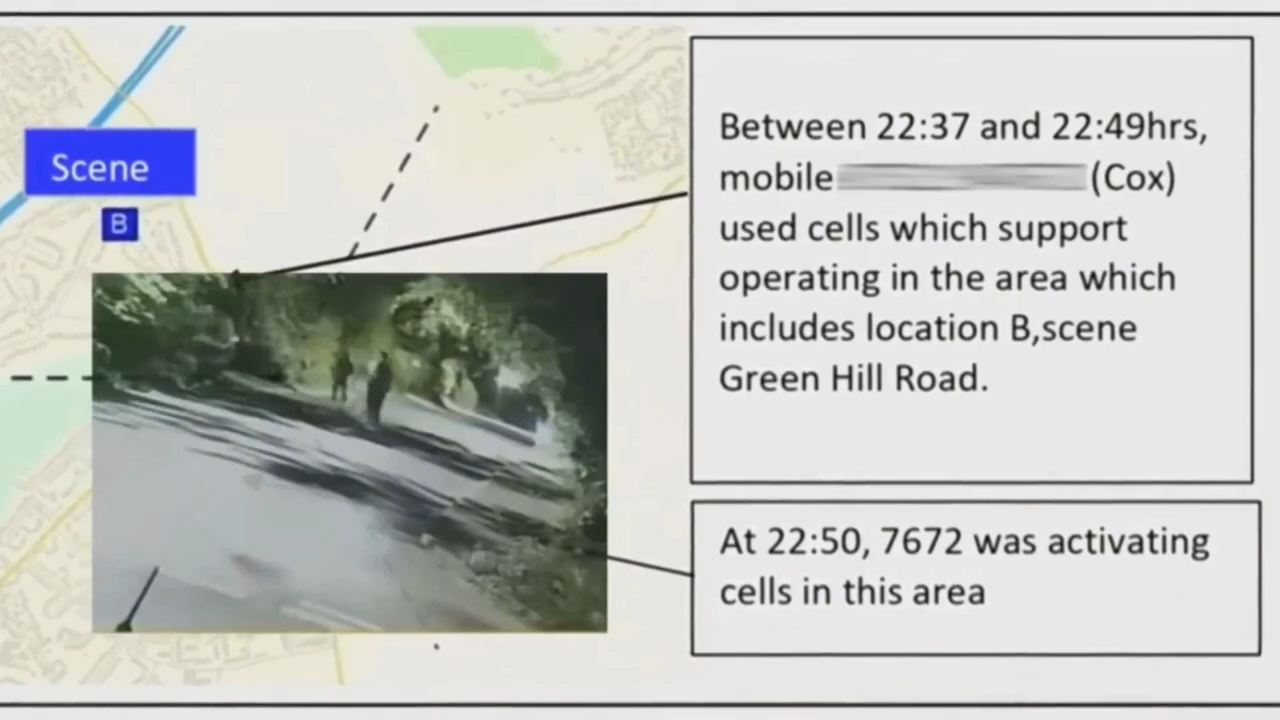 Scene
B
Between 22:37 and 22:49hrs,
mobile (Cox)
used cells which support
operating in the area which
includes location B,scene
Green Hill Road.
At 22:50, 7672 was activating
cells in this area